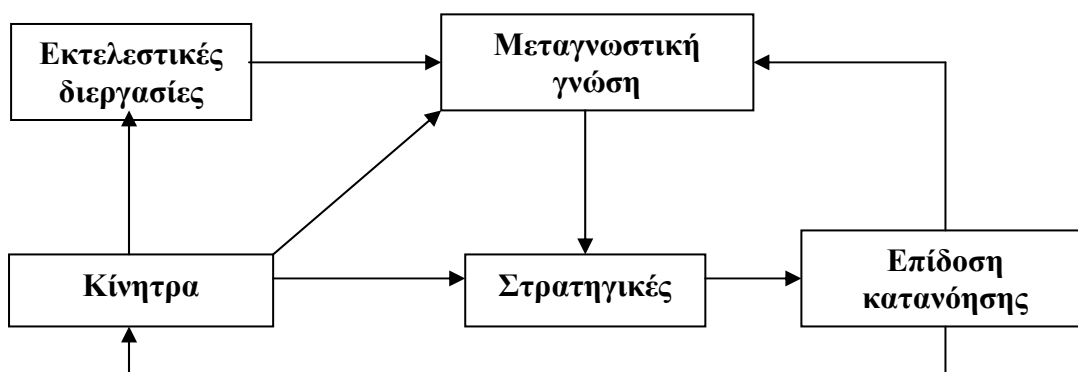 Εκτελεστικές
διεργασίες
Μεταγνωστική
γνώση
Κίνητρα
Στρατηγικές
Επίδοση
κατανόησης